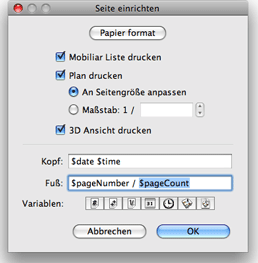 Seite einrichten
Papier format
Mobiliar Liste drucken
Plan drucken
An Seitengröße anpassen
Maßstab: 1 /
3D Ansicht drucken
Kopf: $date $time
Fuß: $pageNumber / $pageCount
Variablen:
Abbrechen OK